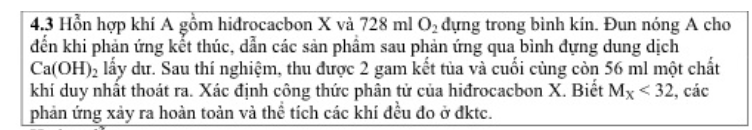 4.3 Hỗn hợp khí A gồm hiđrocacbon X và 728 ml O₂ đựng trong bình kín. Đun nóng A cho
đến khi phản ứng kết thúc, dẫn các sản phẩm sau phản ứng qua bình đựng dung dịch
Ca(OH)₂ lấy dư. Sau thí nghiệm, thu được 2 gam kết tủa và cuối cùng còn 56 ml một chất
khí duy nhất thoát ra. Xác định công thức phân tử của hiđrocacbon X. Biết Mₓ < 32, các
phản ứng xảy ra hoàn toàn và thể tích các khí đều đo ở đktc.